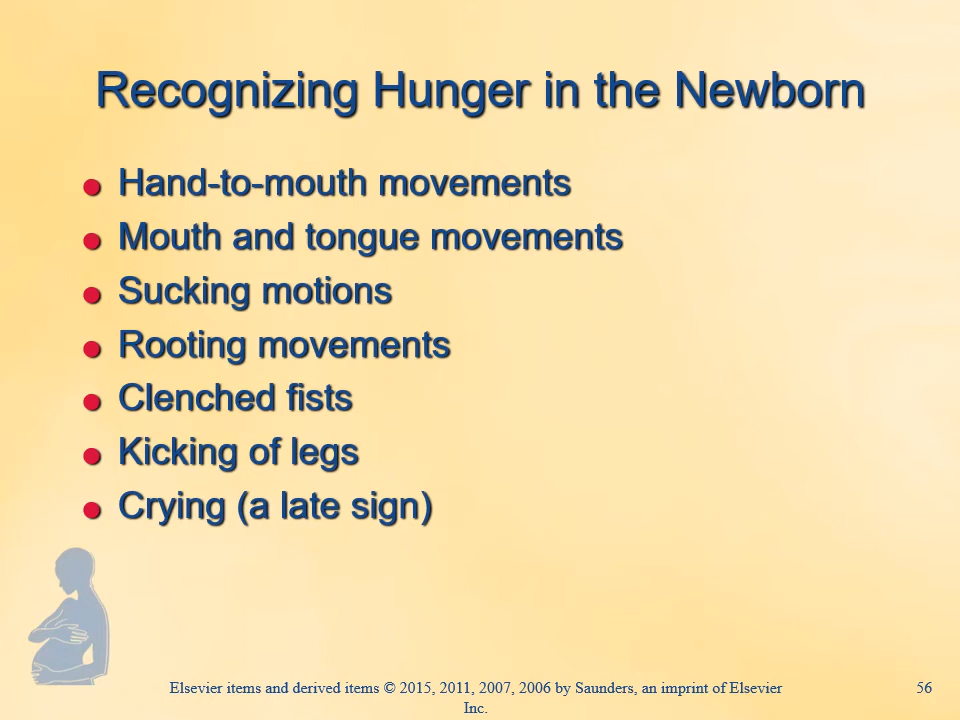 Recognizing Hunger in the Newborn
Hand-to-mouth movements
Mouth and tongue movements
Sucking motions
Rooting movements
Clenched fists
Kicking of legs
Crying (a late sign)
Elsevier items and derived items © 2015, 2011, 2007, 2006 by Saunders, an imprint of Elsevier
Inc.
56